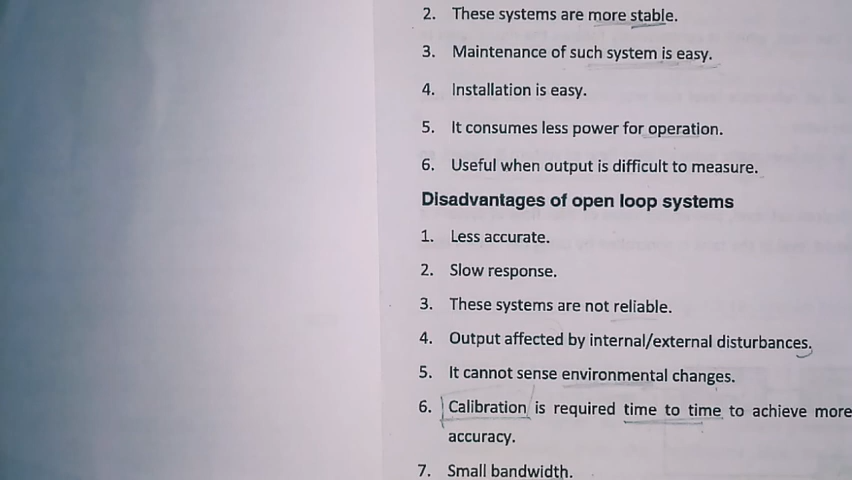 2. These systems are more stable.
3. Maintenance of such system is easy.
4. Installation is easy.
5. It consumes less power for operation.
6. Useful when output is difficult to measure.
Disadvantages of open loop systems
1. Less accurate.
2. Slow response.
3. These systems are not reliable.
4. Output affected by internal/external disturbances.
5. It cannot sense environmental changes.
6. Calibration is required time to time to achieve more
accuracy.
7. Small bandwidth.